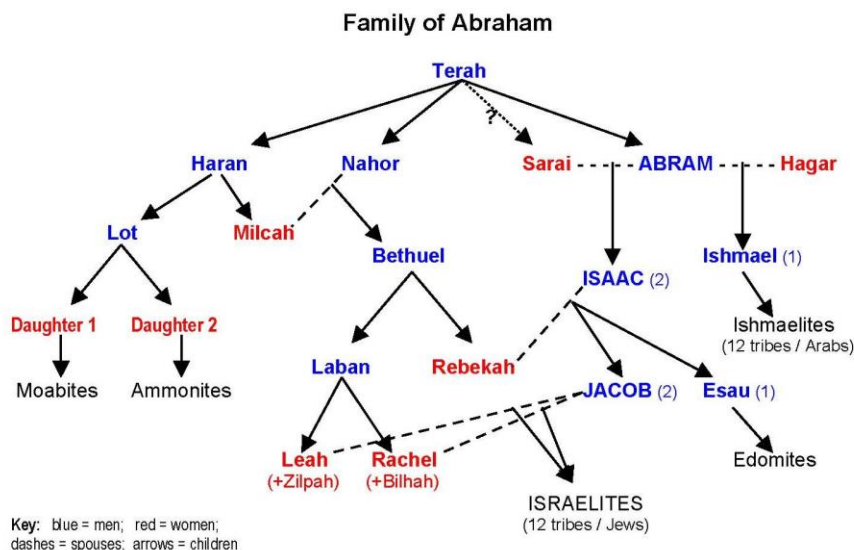 Family of Abraham
Terah
?
Haran
Nahor
Sarai
ABRAM
Hagar
Lot
Milcah
Bethuel
ISAAC (2)
Ishmael (1)
Daughter 1
Daughter 2
Ishmaelites
(12 tribes / Arabs)
Moabites
Ammonites
Laban
Rebekah
JACOB (2)
Esau (1)
Leah
(+Zilpah)
Rachel
(+Bilhah)
Edomites
ISRAELITES
(12 tribes / Jews)
Key: blue = men; red = women;
dashes = spouses; arrows = children